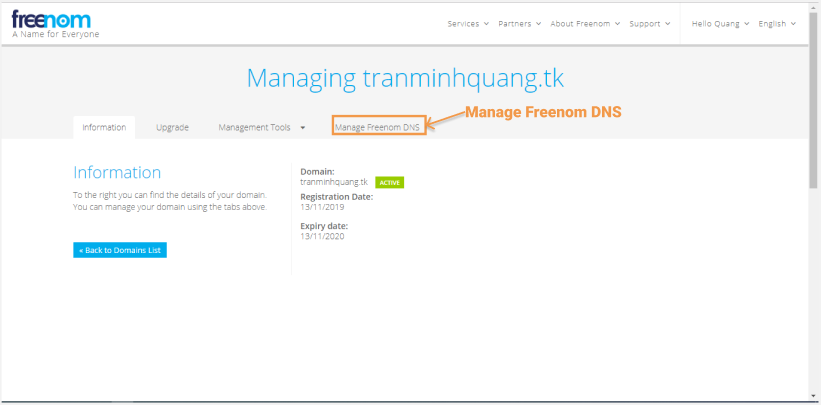 freenom
A Name for Everyone
Services Partners About Freenom Support Hello Quang English
Managing tranminhquang.tk
Information Upgrade Management Tools Manage Freenom DNS
Manage Freenom DNS
Information
To the right you can find the details of your domain.
You can manage your domain using the tabs above.
« Back to Domains List
Domain:
tranminhquang.tk ACTIVE
Registration Date:
13/11/2019
Expiry date:
13/11/2020